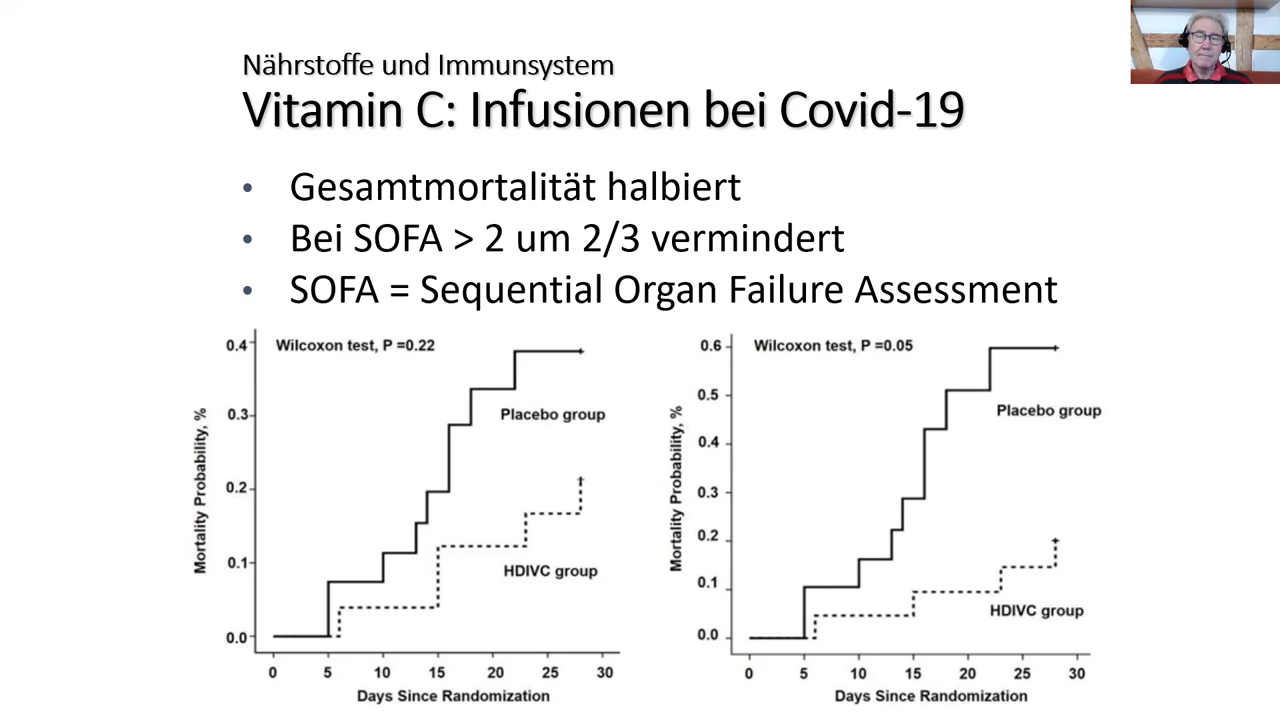 Nährstoffe und Immunsystem
Vitamin C: Infusionen bei Covid-19
• Gesamtmortalität halbiert
• Bei SOFA > 2 um 2/3 vermindert
• SOFA = Sequential Organ Failure Assessment
Wilcoxon test, P =0.22
Mortality Probability, %
0.4
0.3
0.2
0.1
0.0
Placebo group
HDIVC group
0 5 10 15 20 25 30
Days Since Randomization
Wilcoxon test, P =0.05
Mortality Probability, %
0.6
0.5
0.4
0.3
0.2
0.1
0.0
Placebo group
HDIVC group
0 5 10 15 20 25 30
Days Since Randomization